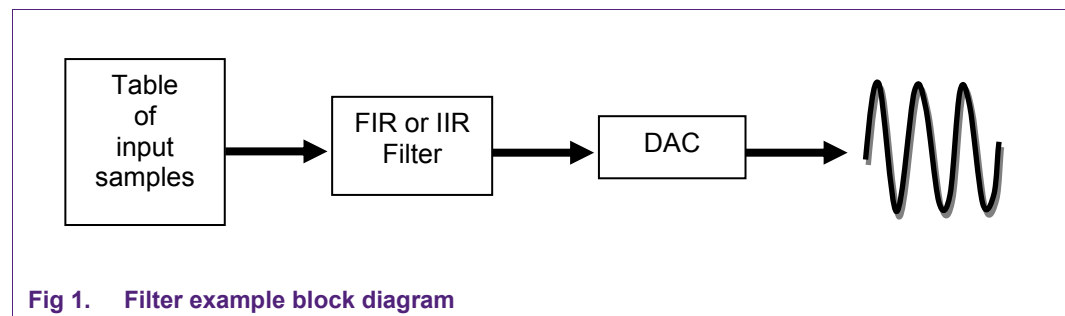 Table
of
input
samples
FIR or IIR
Filter
DAC
Fig 1. Filter example block diagram